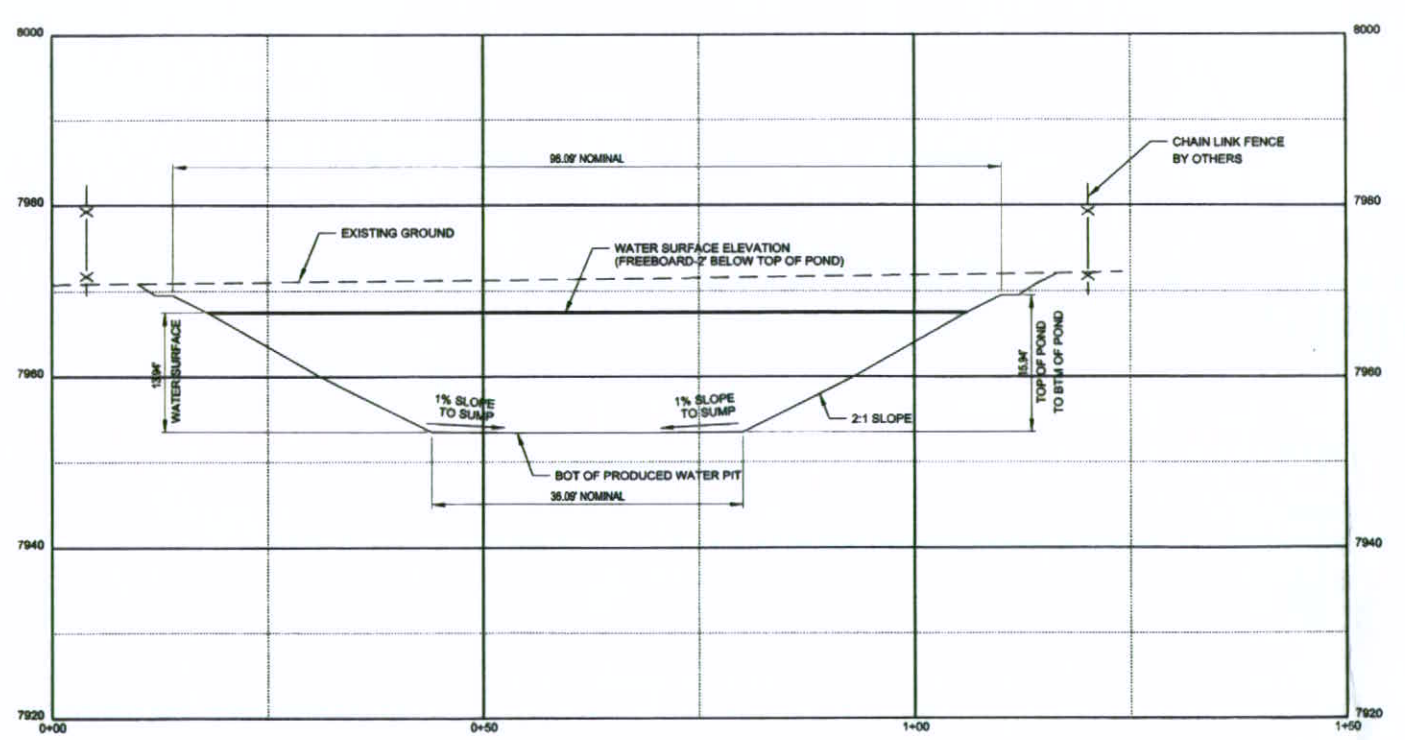 8000
8000
CHAIN LINK FENCE
BY OTHERS
96.09' NOMINAL
7980
7980
EXISTING GROUND
WATER SURFACE ELEVATION
(FREEBOARD-2' BELOW TOP OF POND)
13.94'
WATER SURFACE
15.94'
TOP OF POND
TO BTM OF POND
7960
7960
1% SLOPE
TO SUMP
1% SLOPE
TO SUMP
2:1 SLOPE
BOT OF PRODUCED WATER PIT
36.09' NOMINAL
7940
7940
7920
7920
0+00
0+50
1+00
1+50